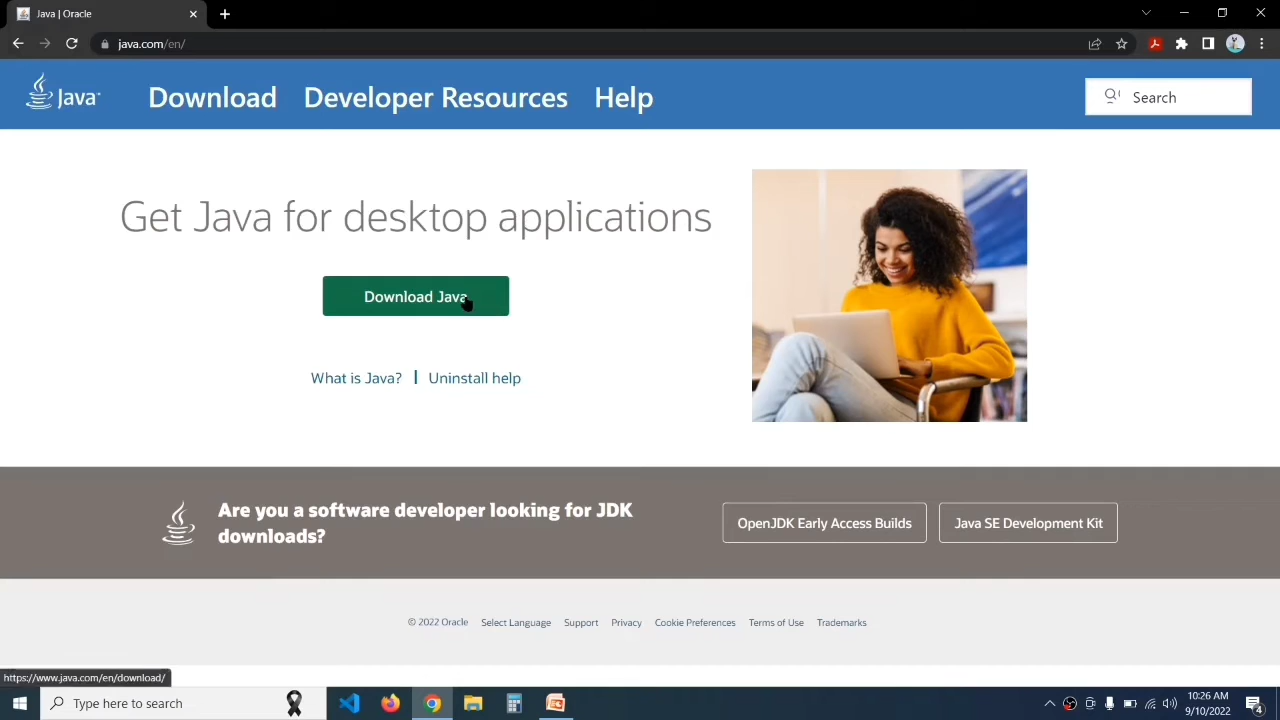 Java | Oracle
java.com/en/
Java
Download
Developer Resources
Help
Search
Get Java for desktop applications
Download Java
What is Java?
Uninstall help
Are you a software developer looking for JDK
downloads?
OpenJDK Early Access Builds
Java SE Development Kit
© 2022 Oracle
Select Language
Support
Privacy
Cookie Preferences
Terms of Use
Trademarks
https://www.java.com/en/download/
Type here to search
10:26 AM
9/10/2022
4